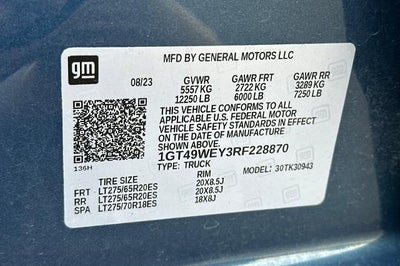 gm
MFD BY GENERAL MOTORS LLC
08/23 GVWR GAWR FRT GAWR RR
5557 KG 2722 KG 3289 KG
12250 LB 6000 LB 7250 LB
THIS VEHICLE CONFORMS TO ALL
APPLICABLE U.S. FEDERAL MOTOR
VEHICLE SAFETY STANDARDS IN EFFECT
ON THE DATE OF MANUFACTURE
SHOWN ABOVE.
1GT49WEY3RF228870
136H TYPE: TRUCK MODEL: 30TK30943
TIRE SIZE RIM
FRT LT275/65R20ES 20X8.5J
RR LT275/65R20ES 20X8.5J
SPA LT275/70R18ES 18X8J